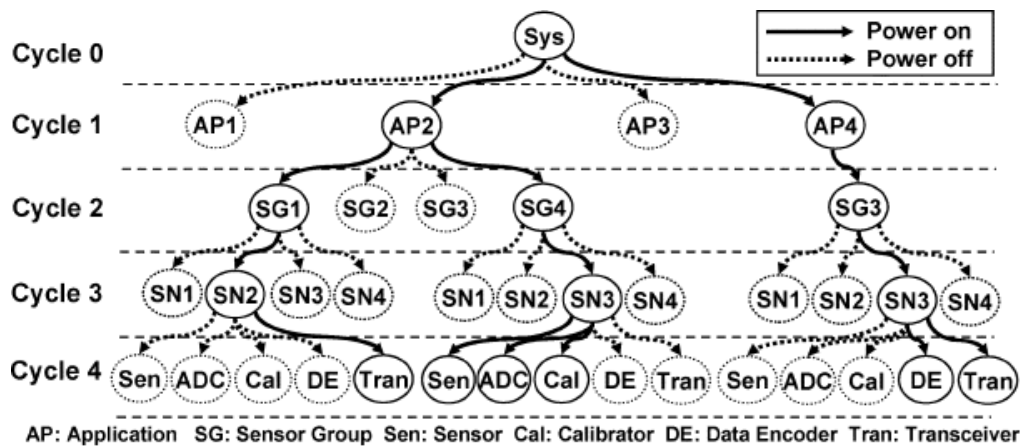 Cycle 0 Sys Power on
Power off
Cycle 1 AP1 AP2 AP3 AP4
Cycle 2 SG1 SG2 SG3 SG4 SG3
Cycle 3 SN1 SN2 SN3 SN4 SN1 SN2 SN3 SN4 SN1 SN2 SN3 SN4
Cycle 4 Sen ADC Cal DE Tran Sen ADC Cal DE Tran Sen ADC Cal DE Tran
AP: Application SG: Sensor Group Sen: Sensor Cal: Calibrator DE: Data Encoder Tran: Transceiver